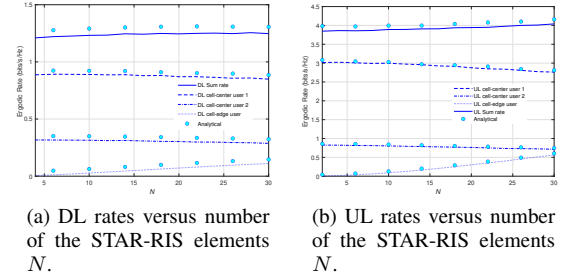 1.5
1
0.5
0
5
10
15
20
25
30
N
Ergodic Rate (bits/s/Hz)
DL Sum rate
DL cell-center user 1
DL cell-center user 2
DL cell-edge user
Analytical
5
4.5
4
3.5
3
2.5
2
1.5
1
0.5
0
5
10
15
20
25
30
N
Ergodic Rate (bits/s/Hz)
UL cell-center user 1
UL cell-center user 2
UL cell-edge user
UL Sum rate
Analytical
(a) DL rates versus number
of the STAR-RIS elements
N.
(b) UL rates versus number
of the STAR-RIS elements
N.